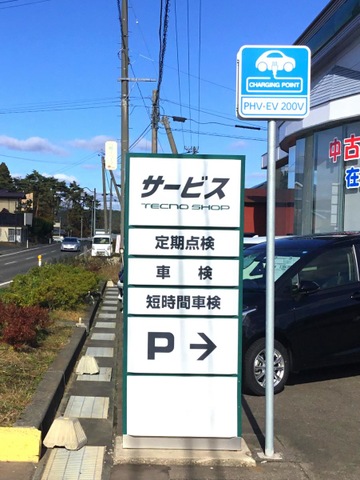 CHARGING POINT
PHV・EV 200V
サービス
TECNO SHOP
定期点検
車 検
短時間車検
P →
中古
在